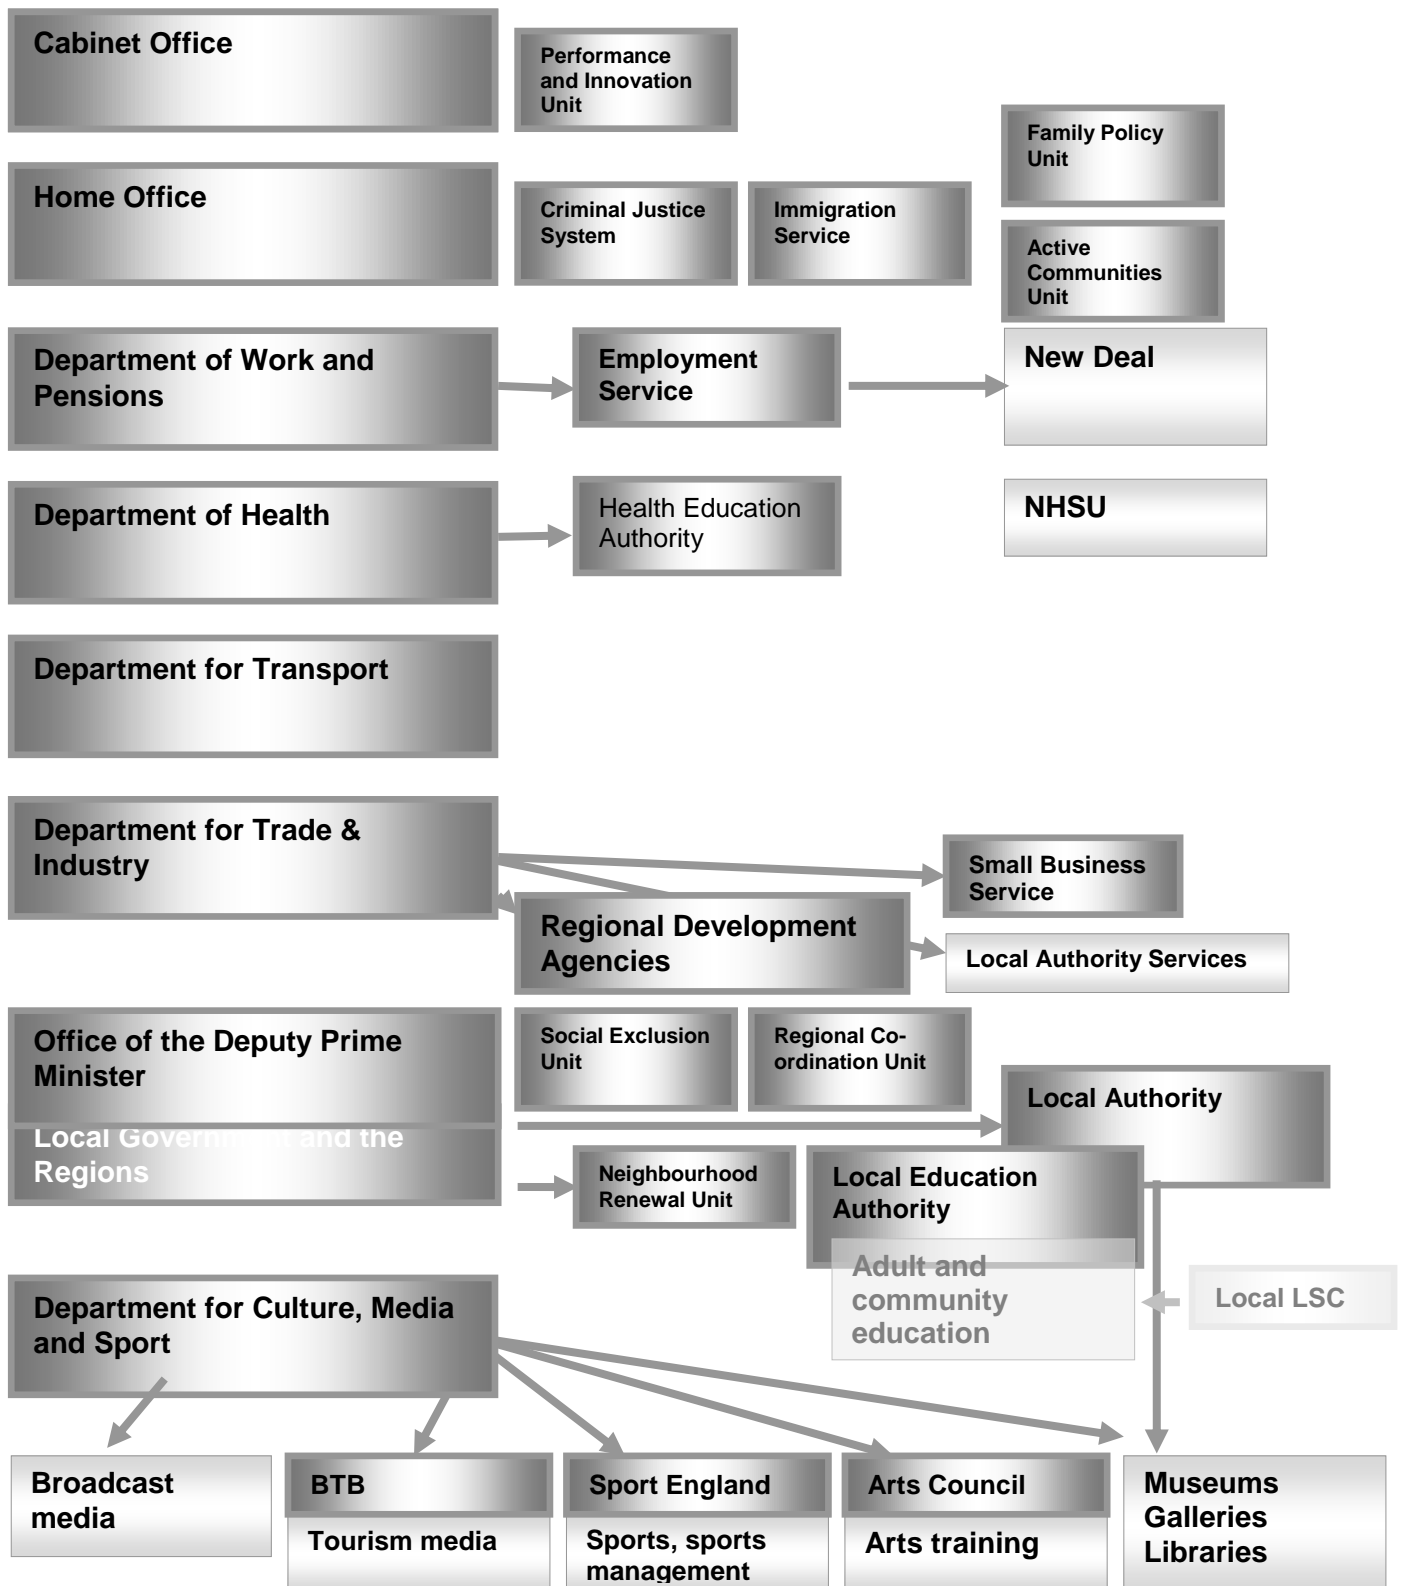 Cabinet Office
Performance
and Innovation
Unit
Family Policy
Unit
Home Office
Criminal Justice
System
Immigration
Service
Active
Communities
Unit
Department of Work and
Pensions
Employment
Service
New Deal
Department of Health
Health Education
Authority
NHSU
Department for Transport
Department for Trade &
Industry
Small Business
Service
Regional Development
Agencies
Local Authority Services
Office of the Deputy Prime
Minister
Social Exclusion
Unit
Regional Co-
ordination Unit
Local Authority
Local Government and the
Regions
Neighbourhood
Renewal Unit
Local Education
Authority
Adult and
community
education
Local LSC
Department for Culture, Media
and Sport
Broadcast
media
BTB
Tourism media
Sport England
Sports, sports
management
Arts Council
Arts training
Museums
Galleries
Libraries